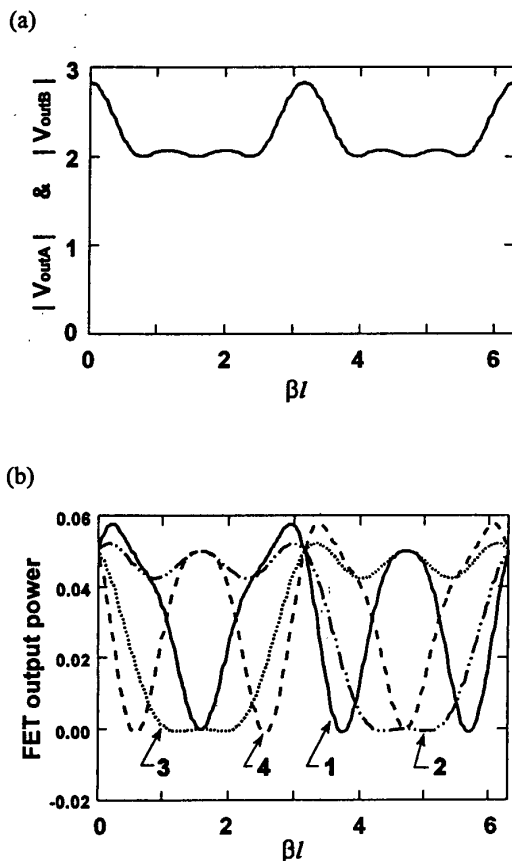 (a)
3
2
1
0
| VoutA | & | VoutB |
0 2 4 6
βl
(b)
0.06
0.04
0.02
0.00
-0.02
FET output power
3 4 1 2
0 2 4 6
βl